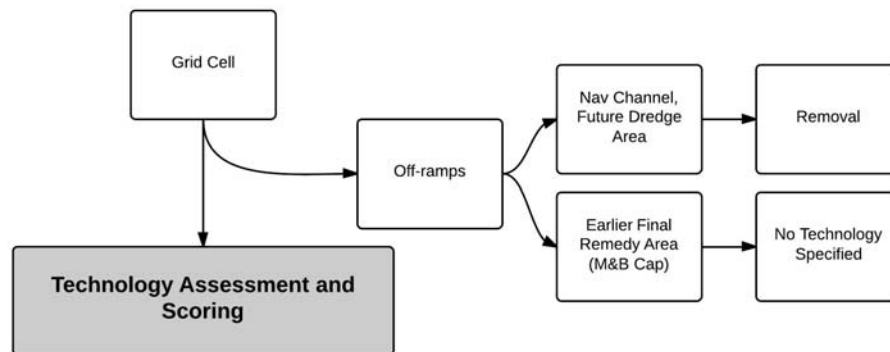 Grid Cell
Nav Channel,
Future Dredge
Area
Removal
Off-ramps
Earlier Final
Remedy Area
(M&B Cap)
No Technology
Specified
Technology Assessment and
Scoring